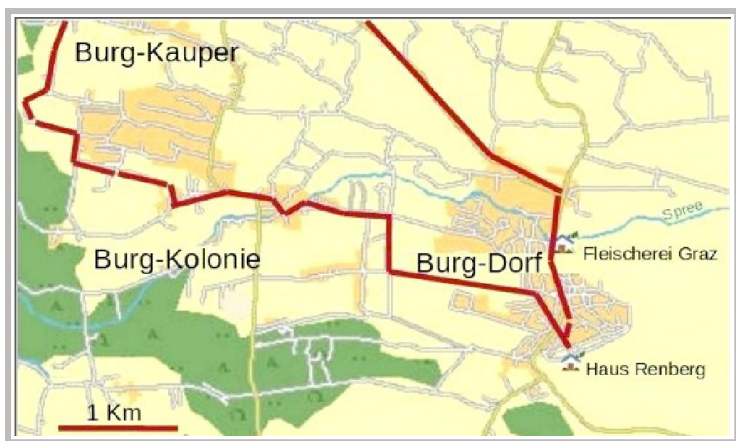 Burg-Kauper
Spree
Burg-Kolonie
Burg-Dorf
Fleischerei Graz
Haus Renberg
1 Km